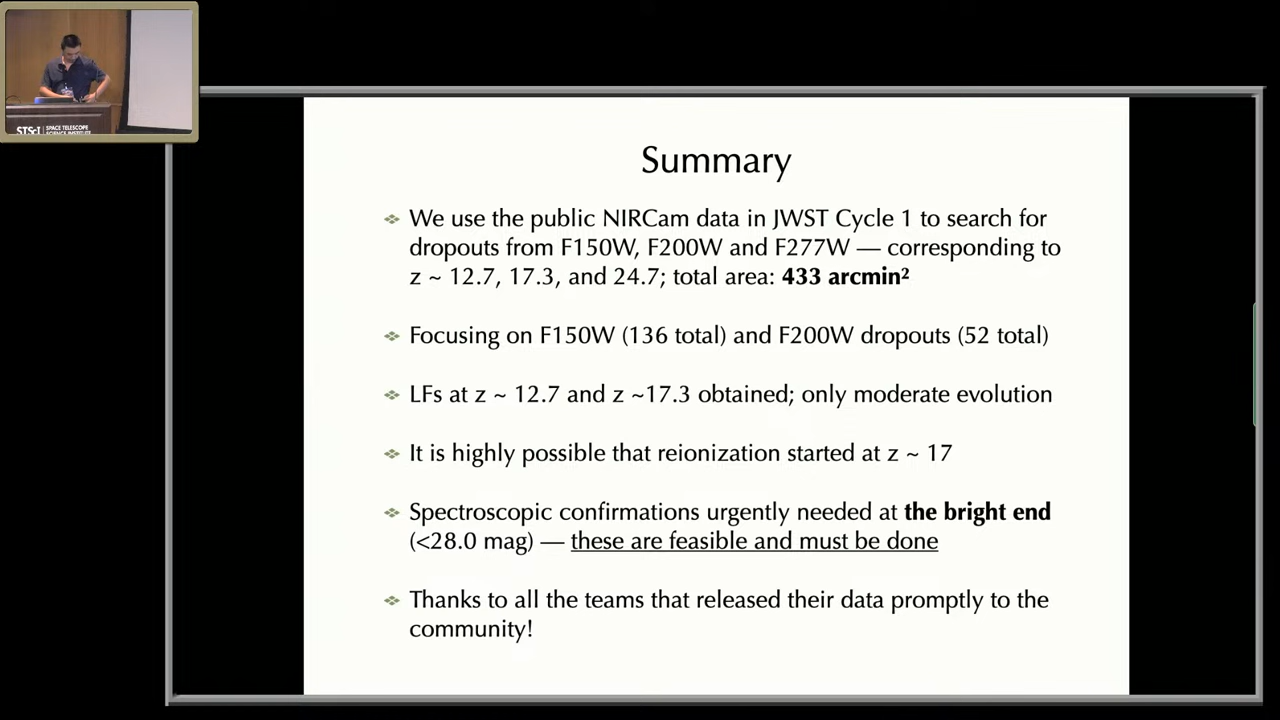 STScI | SPACE TELESCOPE
SCIENCE INSTITUTE
Summary
We use the public NIRCam data in JWST Cycle 1 to search for
dropouts from F150W, F200W and F277W — corresponding to
z ~ 12.7, 17.3, and 24.7; total area: 433 arcmin²
Focusing on F150W (136 total) and F200W dropouts (52 total)
LFs at z ~ 12.7 and z ~17.3 obtained; only moderate evolution
It is highly possible that reionization started at z ~ 17
Spectroscopic confirmations urgently needed at the bright end
(<28.0 mag) — these are feasible and must be done
Thanks to all the teams that released their data promptly to the
community!